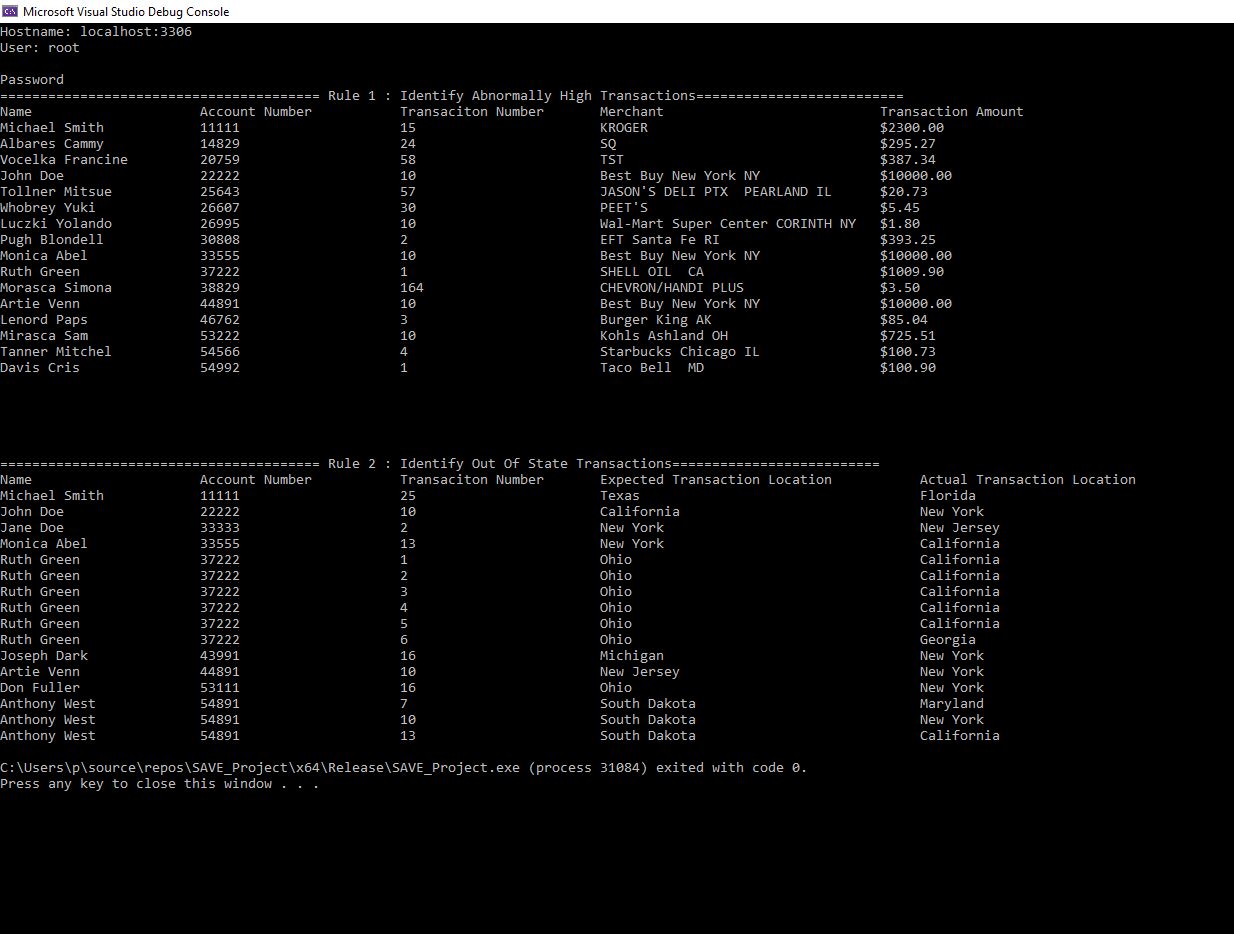 Microsoft Visual Studio Debug Console
Hostname: localhost:3306
User: root
Password
======================================== Rule 1 : Identify Abnormally High Transactions==========================
Name Account Number Transaciton Number Merchant Transaction Amount
Michael Smith 11111 15 KROGER $2300.00
Albares Cammy 14829 24 SQ $295.27
Vocelka Francine 20759 58 TST $387.34
John Doe 22222 10 Best Buy New York NY $10000.00
Tollner Mitsue 25643 57 JASON'S DELI PTX  PEARLAND IL $20.73
Whobrey Yuki 26607 30 PEET'S $5.45
Luczki Yolando 26995 10 Wal-Mart Super Center CORINTH NY $1.80
Pugh Blondell 30808 2 EFT Santa Fe RI $393.25
Monica Abel 33555 10 Best Buy New York NY $10000.00
Ruth Green 37222 1 SHELL OIL  CA $1009.90
Morasca Simona 38829 164 CHEVRON/HANDI PLUS $3.50
Artie Venn 44891 10 Best Buy New York NY $10000.00
Lenord Paps 46762 3 Burger King AK $85.04
Mirasca Sam 53222 10 Kohls Ashland OH $725.51
Tanner Mitchel 54566 4 Starbucks Chicago IL $100.73
Davis Cris 54992 1 Taco Bell  MD $100.90
======================================== Rule 2 : Identify Out Of State Transactions==========================
Name Account Number Transaciton Number Expected Transaction Location Actual Transaction Location
Michael Smith 11111 25 Texas Florida
John Doe 22222 10 California New York
Jane Doe 33333 2 New York New Jersey
Monica Abel 33555 13 New York California
Ruth Green 37222 1 Ohio California
Ruth Green 37222 2 Ohio California
Ruth Green 37222 3 Ohio California
Ruth Green 37222 4 Ohio California
Ruth Green 37222 5 Ohio California
Ruth Green 37222 6 Ohio Georgia
Joseph Dark 43991 16 Michigan New York
Artie Venn 44891 10 New Jersey New York
Don Fuller 53111 16 Ohio New York
Anthony West 54891 7 South Dakota Maryland
Anthony West 54891 10 South Dakota New York
Anthony West 54891 13 South Dakota California
C:\Users\p\source\repos\SAVE_Project\x64\Release\SAVE_Project.exe (process 31084) exited with code 0.
Press any key to close this window . . .